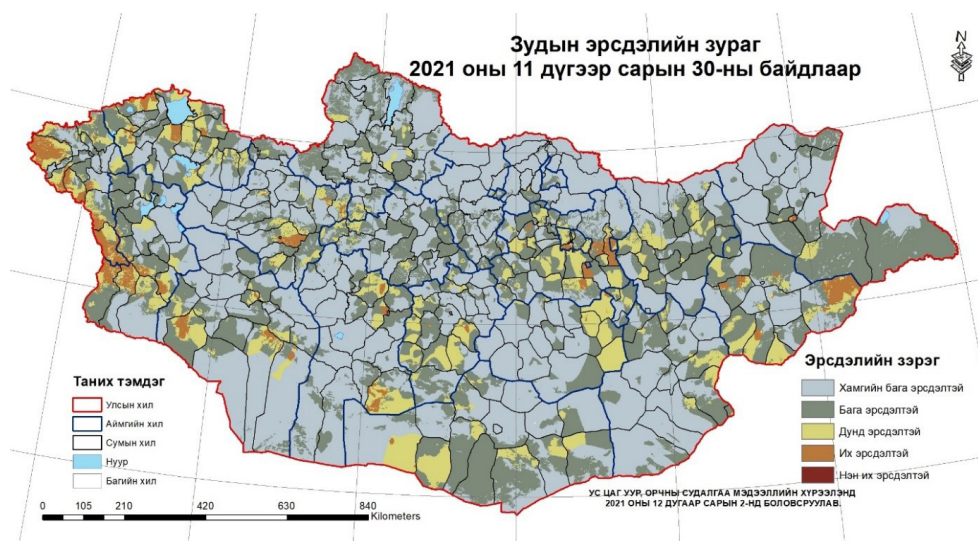 Зудын эрсдэлийн зураг
2021 оны 11 дүгээр сарын 30-ны байдлаар
N
Таних тэмдэг
Улсын хил
Аймгийн хил
Сумын хил
Нуур
Багийн хил
Эрсдэлийн зэрэг
Хамгийн бага эрсдэлтэй
Бага эрсдэлтэй
Дунд эрсдэлтэй
Их эрсдэлтэй
Нэн их эрсдэлтэй
УС ЦАГ УУР, ОРЧНЫ СУДАЛГАА МЭДЭЭЛЛИЙН ХҮРЭЭЛЭНД
2021 ОНЫ 12 ДУГААР САРЫН 2-НД БОЛОВСРУУЛАВ.
0 105 210 420 630 840
Kilometers